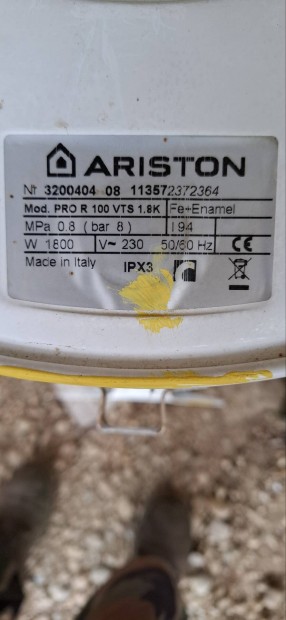 ARISTON
Nr 3200404 08 113572372364
Mod. PRO R 100 VTS 1.8K Fe+Enamel
MPa 0.8 ( bar 8 ) l 94
W 1800 V~ 230 50/60 Hz CE
Made in Italy IPX3